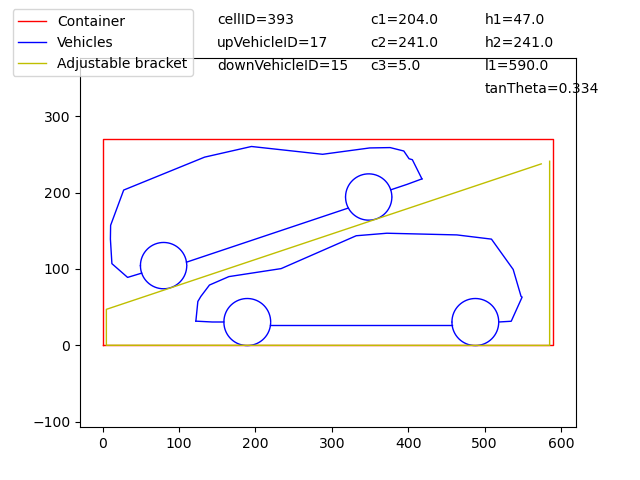 Container
Vehicles
Adjustable bracket
cellID=393 c1=204.0 h1=47.0
upVehicleID=17 c2=241.0 h2=241.0
downVehicleID=15 c3=5.0 l1=590.0
tanTheta=0.334
300
200
100
0
−100
0 100 200 300 400 500 600